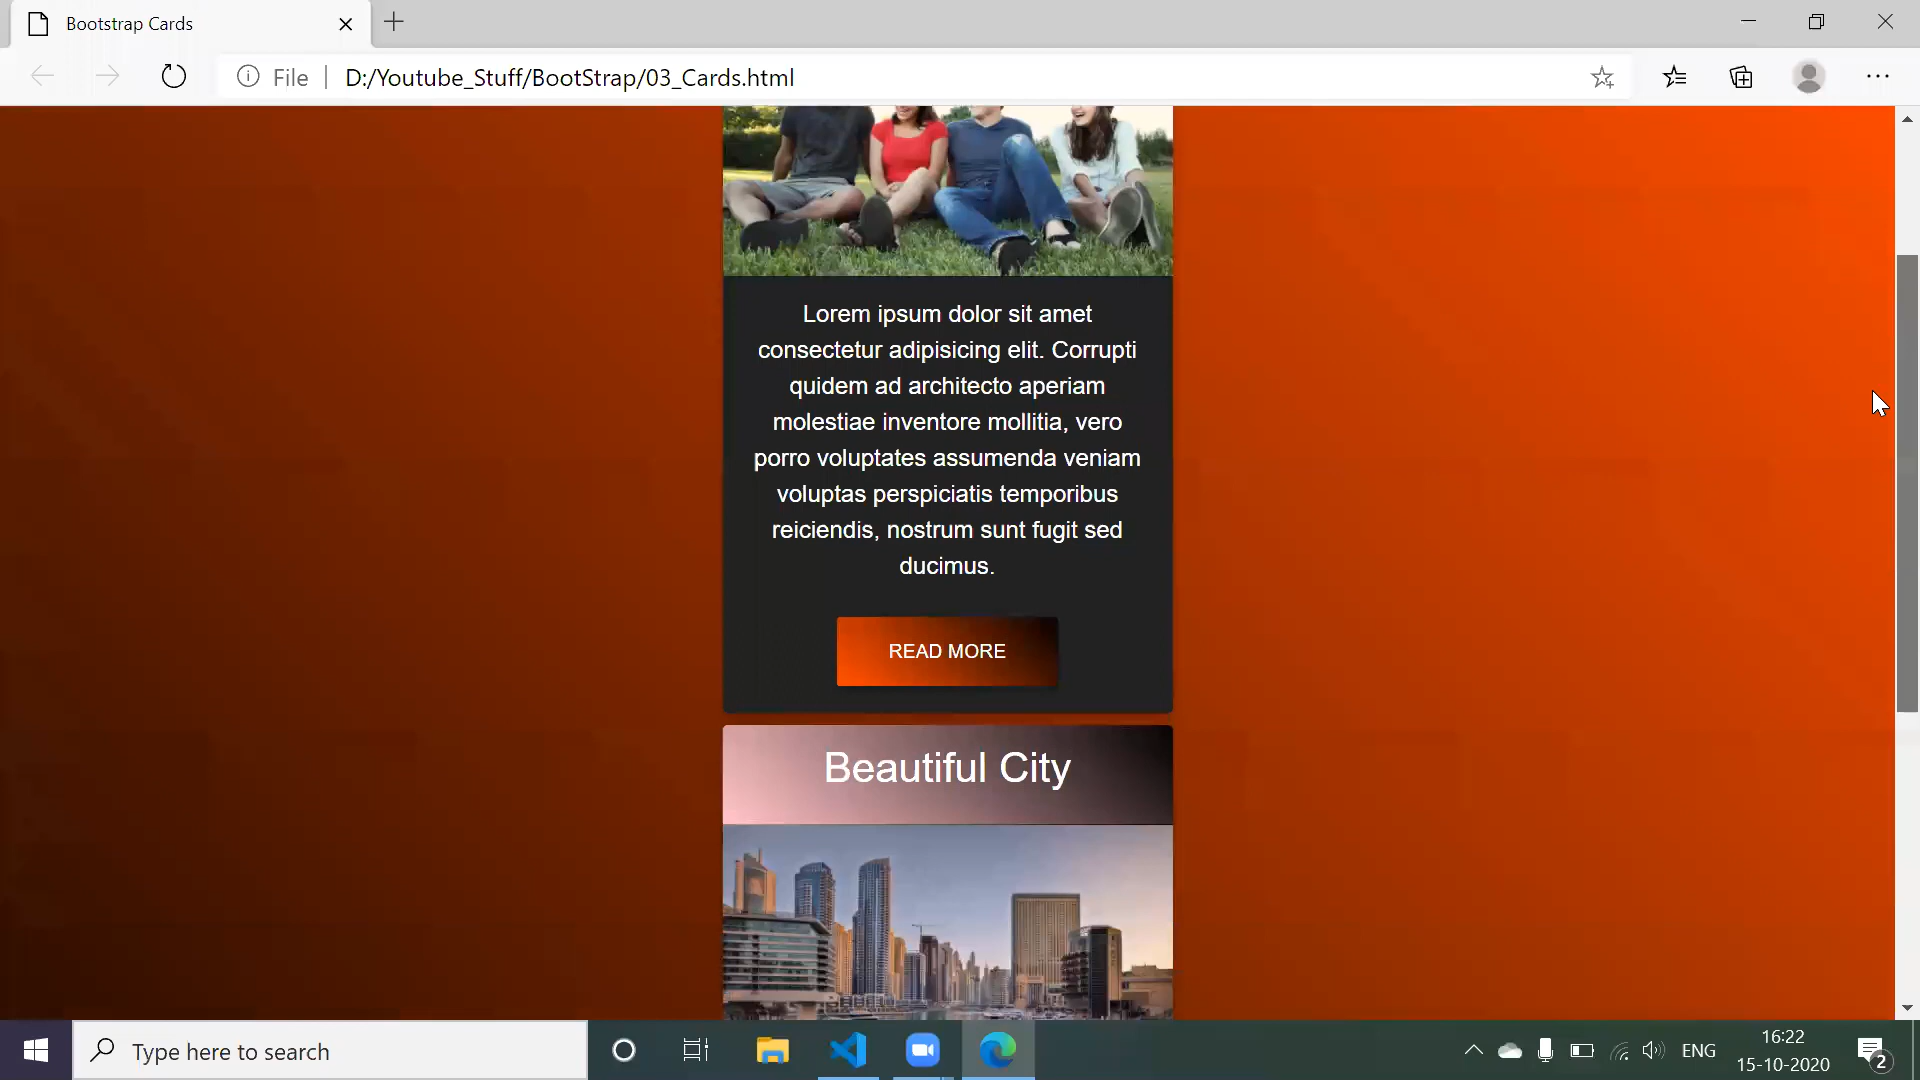 Bootstrap Cards
File
D:/Youtube_Stuff/BootStrap/03_Cards.html
Lorem ipsum dolor sit amet
consectetur adipisicing elit. Corrupti
quidem ad architecto aperiam
molestiae inventore mollitia, vero
porro voluptates assumenda veniam
voluptas perspiciatis temporibus
reiciendis, nostrum sunt fugit sed
ducimus.
READ MORE
Beautiful City
Type here to search
ENG
16:22
15-10-2020
2